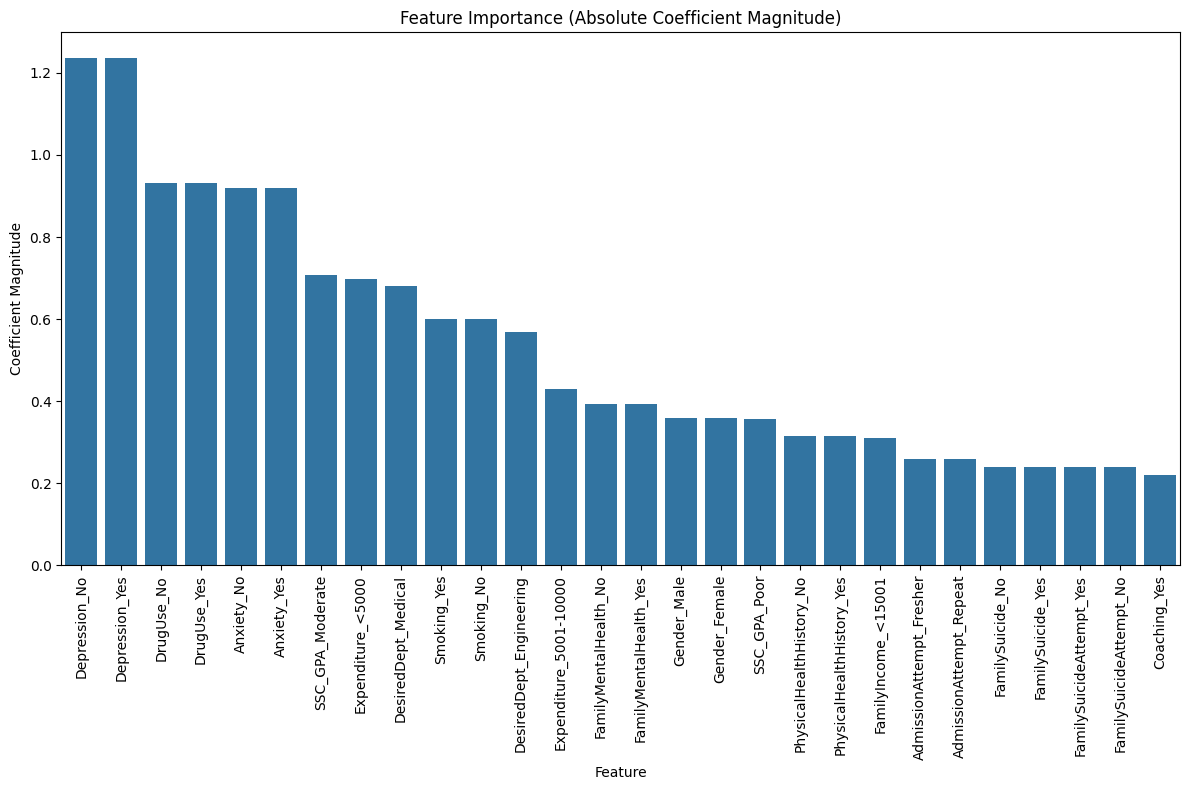 Feature Importance (Absolute Coefficient Magnitude)
Coefficient Magnitude
1.2
1.0
0.8
0.6
0.4
0.2
0.0
Depression_No
Depression_Yes
DrugUse_No
DrugUse_Yes
Anxiety_No
Anxiety_Yes
SSC_GPA_Moderate
Expenditure_<5000
DesiredDept_Medical
Smoking_Yes
Smoking_No
DesiredDept_Engineering
Expenditure_5001-10000
FamilyMentalHealth_No
FamilyMentalHealth_Yes
Gender_Male
Gender_Female
SSC_GPA_Poor
PhysicalHealthHistory_No
PhysicalHealthHistory_Yes
FamilyIncome_<15001
AdmissionAttempt_Fresher
AdmissionAttempt_Repeat
FamilySuicide_No
FamilySuicide_Yes
FamilySuicideAttempt_Yes
FamilySuicideAttempt_No
Coaching_Yes
Feature